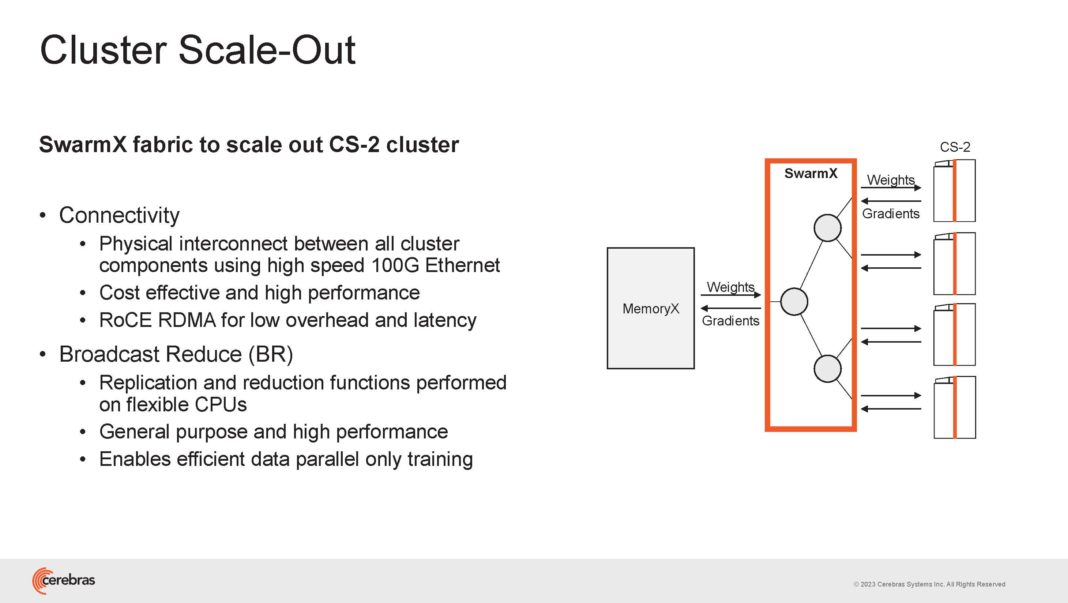 Cluster Scale-Out
SwarmX fabric to scale out CS-2 cluster
• Connectivity
• Physical interconnect between all cluster
components using high speed 100G Ethernet
• Cost effective and high performance
• RoCE RDMA for low overhead and latency
• Broadcast Reduce (BR)
• Replication and reduction functions performed
on flexible CPUs
• General purpose and high performance
• Enables efficient data parallel only training
MemoryX
Weights
Gradients
SwarmX
Weights
Gradients
CS-2
cerebras
© 2023 Cerebras Systems Inc. All Rights Reserved